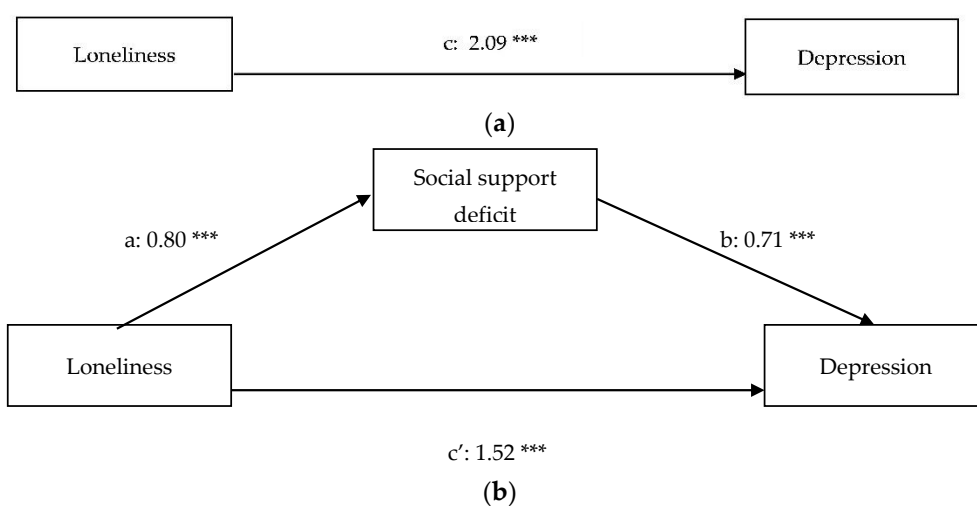 Loneliness
c: 2.09 ***
Depression
(a)
Social support
deficit
a: 0.80 ***
b: 0.71 ***
Loneliness
Depression
c’: 1.52 ***
(b)